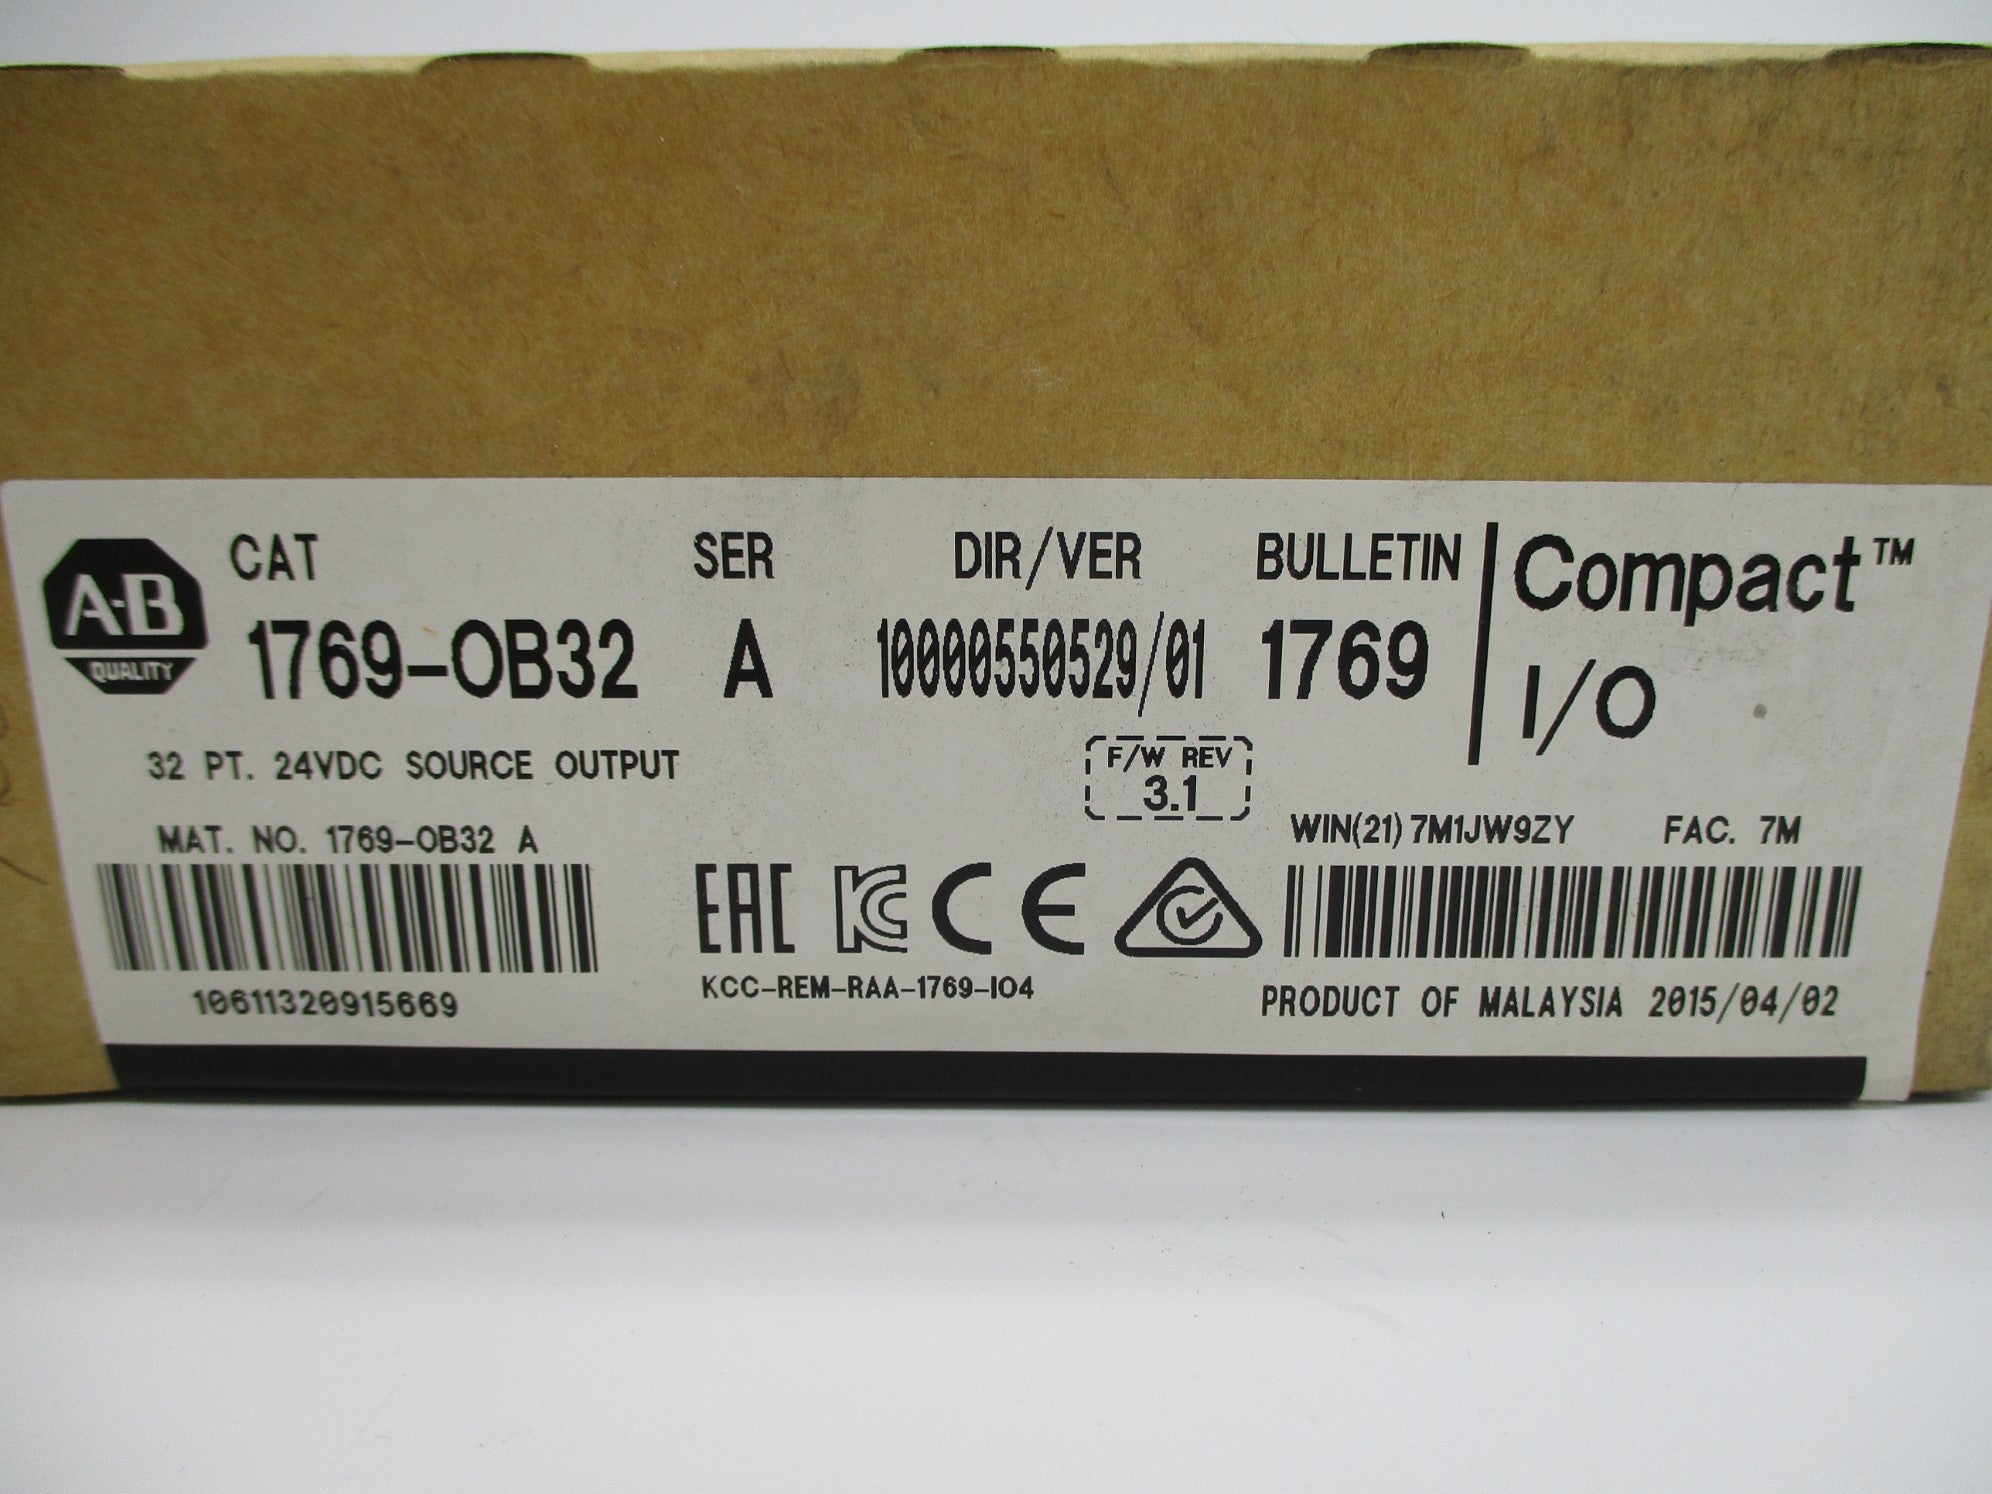 A-B
QUALITY
CAT SER DIR/VER BULLETIN Compact™
1769-OB32 A 10000550529/01 1769 I/O
32 PT. 24VDC SOURCE OUTPUT
F/W REV
3.1
MAT. NO. 1769-OB32 A
WIN(21) 7M1JW9ZY FAC. 7M
EAC KC CE
10611320915669
KCC-REM-RAA-1769-IO4
PRODUCT OF MALAYSIA 2015/04/02